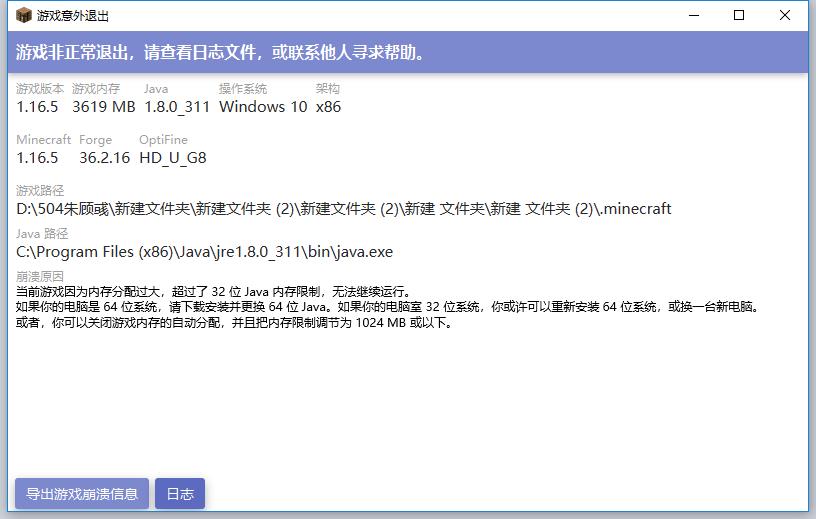 游戏意外退出
游戏非正常退出，请查看日志文件，或联系他人寻求帮助。
游戏版本 游戏内存 Java 操作系统 架构
1.16.5 3619 MB 1.8.0_311 Windows 10 x86
Minecraft Forge OptiFine
1.16.5 36.2.16 HD_U_G8
游戏路径
D:\504朱顾彧\新建文件夹\新建文件夹 (2)\新建文件夹 (2)\新建 文件夹\新建 文件夹 (2)\.minecraft
Java 路径
C:\Program Files (x86)\Java\jre1.8.0_311\bin\java.exe
崩溃原因
当前游戏因为内存分配过大，超过了 32 位 Java 内存限制，无法继续运行。
如果你的电脑是 64 位系统，请下载安装并更换 64 位 Java。如果你的电脑室 32 位系统，你或许可以重新安装 64 位系统，或换一台新电脑。
或者，你可以关闭游戏内存的自动分配，并且把内存限制调节为 1024 MB 或以下。
导出游戏崩溃信息 日志